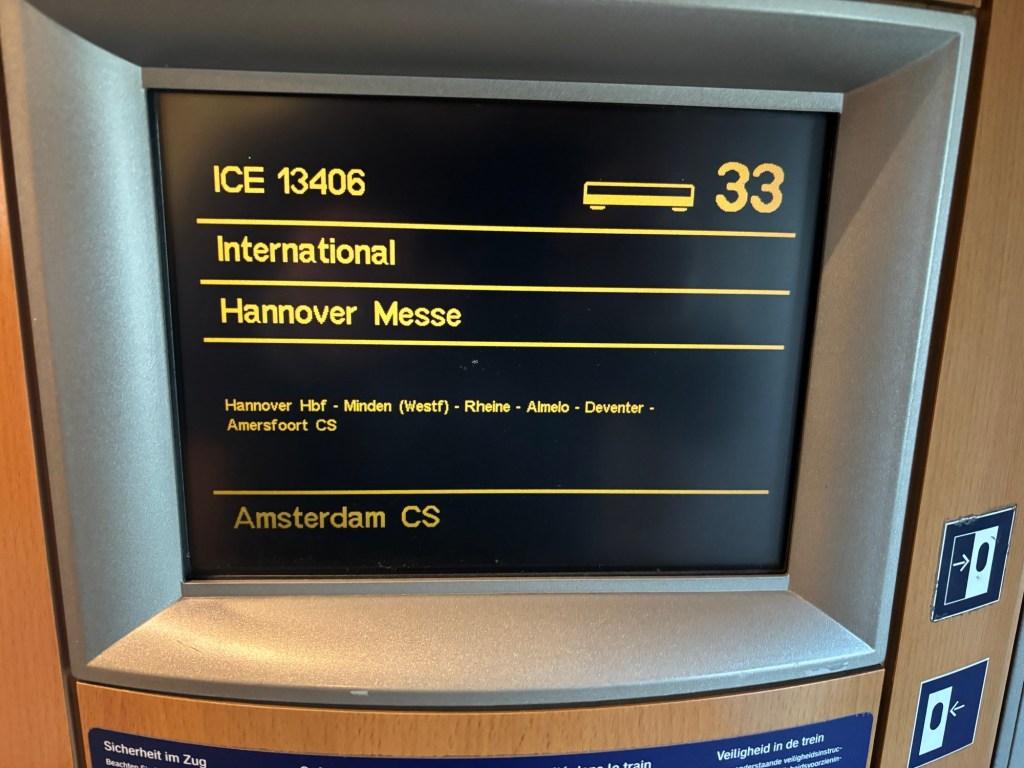 ICE 13406 33
International
Hannover Messe
Hannover Hbf - Minden (Westf) - Rheine - Almelo - Deventer -
Amersfoort CS
Amsterdam CS
Sicherheit im Zug
Veiligheid in de trein